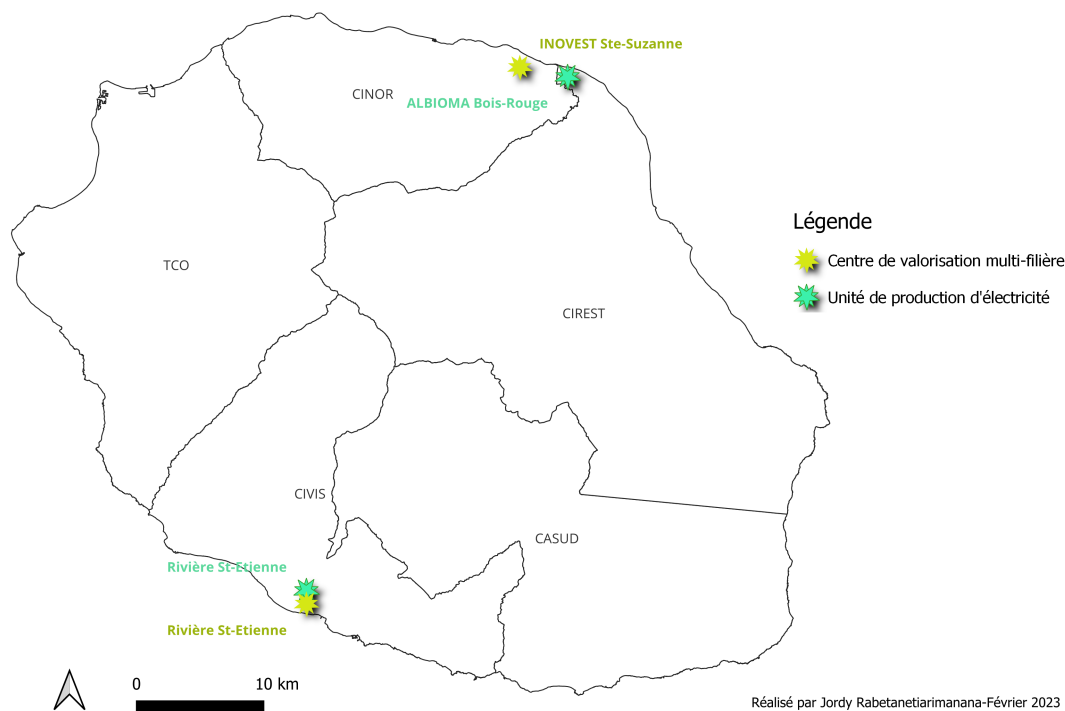 INOVEST Ste-Suzanne
CINOR
ALBIOMA Bois-Rouge
Légende
TCO
Centre de valorisation multi-filière
Unité de production d'électricité
CIREST
CIVIS
CASUD
Rivière St-Etienne
Rivière St-Etienne
0 10 km
Réalisé par Jordy Rabetanetiarimanana-Février 2023